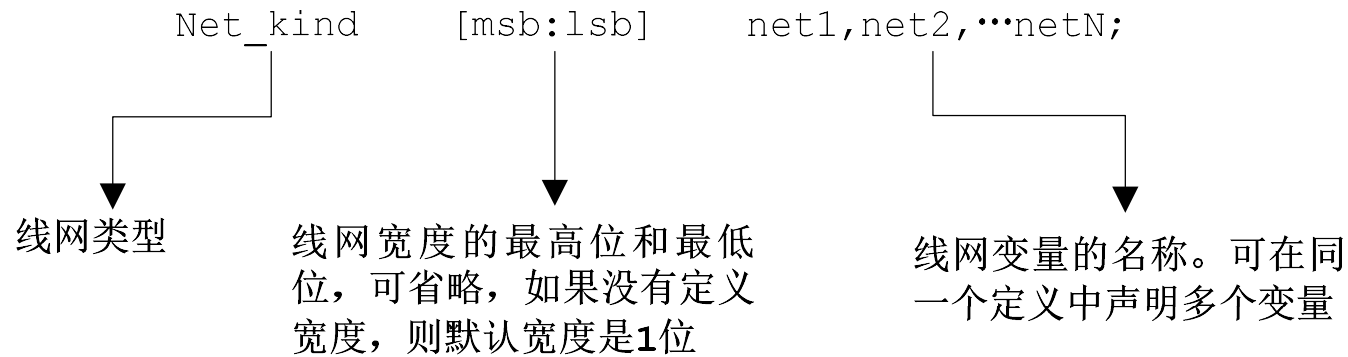 Net_kind [msb:lsb] net1,net2,…netN;
线网类型
线网宽度的最高位和最低
位，可省略，如果没有定义
宽度，则默认宽度是1位
线网变量的名称。可在同
一个定义中声明多个变量